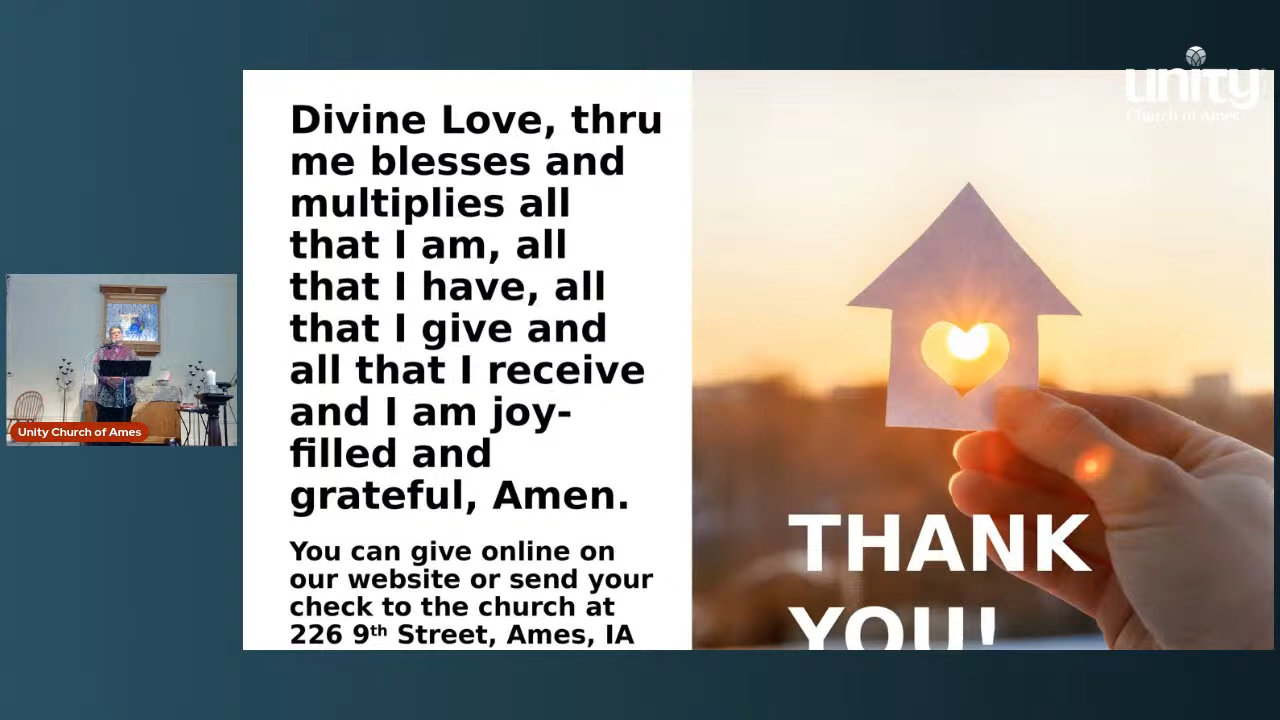 unity
Church of Ames
Divine Love, thru
me blesses and
multiplies all
that I am, all
that I have, all
that I give and
all that I receive
and I am joy-
filled and
grateful, Amen.
You can give online on
our website or send your
check to the church at
226 9th Street, Ames, IA
THANK
YOU!
Unity Church of Ames